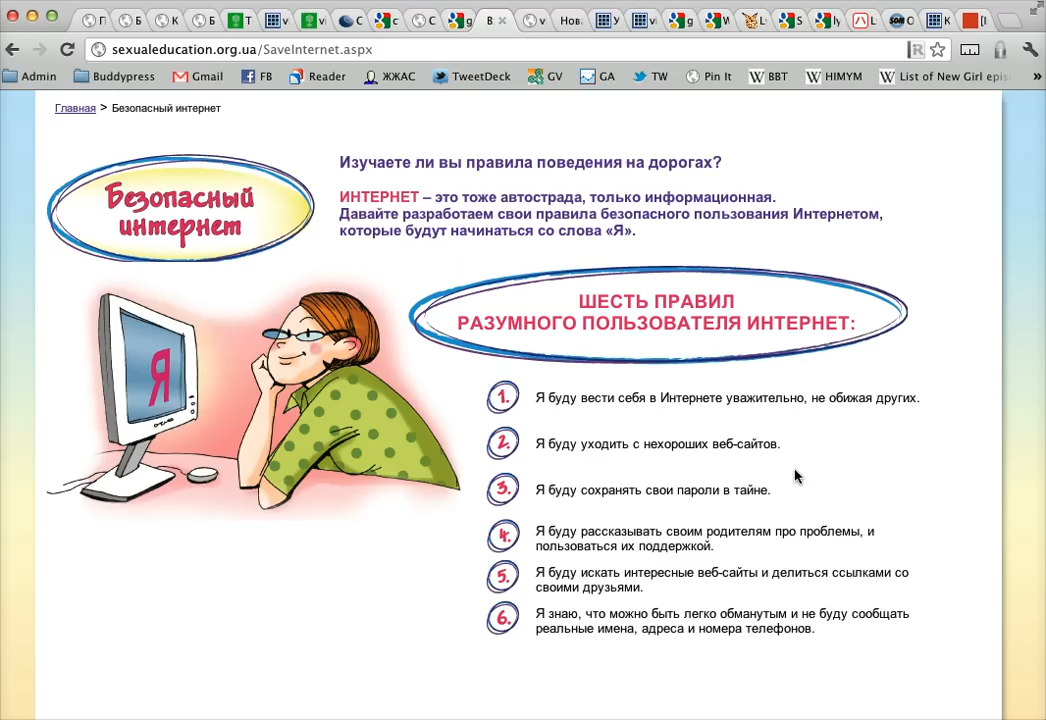 П
Б
К
Б
Т
v
vi
С
c
С
g
В
v
Нов
У
vi
g
W
L
S
ly
L
O
К
[I
sexualeducation.org.ua/SaveInternet.aspx
Admin
Buddypress
Gmail
FB
Reader
ЖЖАС
TweetDeck
GV
GA
TW
Pin It
BBT
HIMYM
List of New Girl epis
»
Главная > Безопасный интернет
Безопасный
интернет
Изучаете ли вы правила поведения на дорогах?
ИНТЕРНЕТ – это тоже автострада, только информационная.
Давайте разработаем свои правила безопасного пользования Интернетом,
которые будут начинаться со слова «Я».
Я
ШЕСТЬ ПРАВИЛ
РАЗУМНОГО ПОЛЬЗОВАТЕЛЯ ИНТЕРНЕТ:
1. Я буду вести себя в Интернете уважительно, не обижая других.
2. Я буду уходить с нехороших веб-сайтов.
3. Я буду сохранять свои пароли в тайне.
4. Я буду рассказывать своим родителям про проблемы, и
пользоваться их поддержкой.
5. Я буду искать интересные веб-сайты и делиться ссылками со
своими друзьями.
6. Я знаю, что можно быть легко обманутым и не буду сообщать
реальные имена, адреса и номера телефонов.